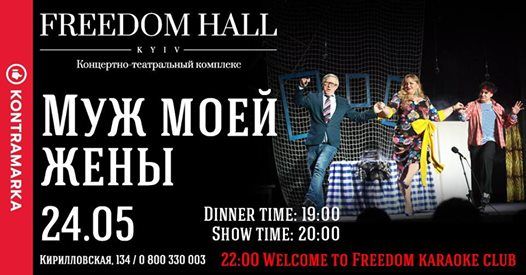 FREEDOM HALL
KYIV
Концертно-театральный комплекс
KONTRAMARKA
Муж моей
жены
24.05
Dinner time: 19:00
Show time: 20:00
Кирилловская, 134 / 0 800 330 003
22:00 Welcome to Freedom karaoke club